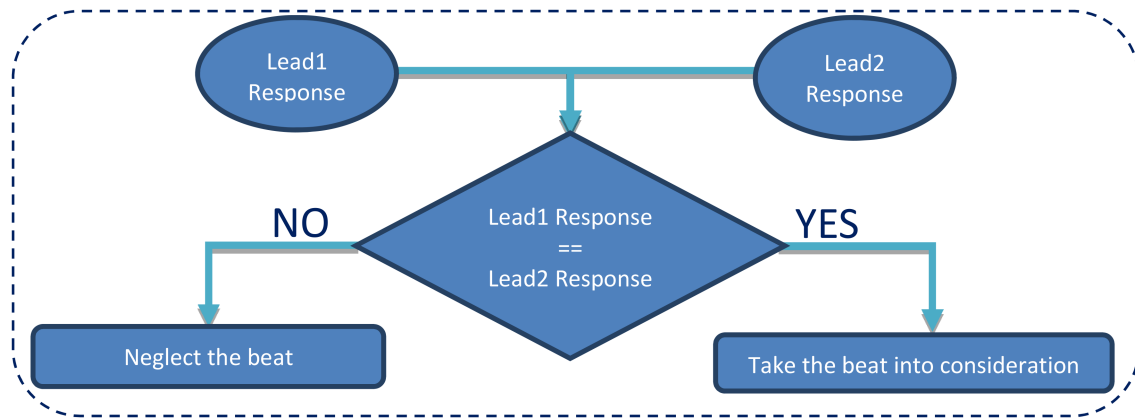 Lead1
Response
Lead2
Response
Lead1 Response
==
Lead2 Response
NO
YES
Neglect the beat
Take the beat into consideration